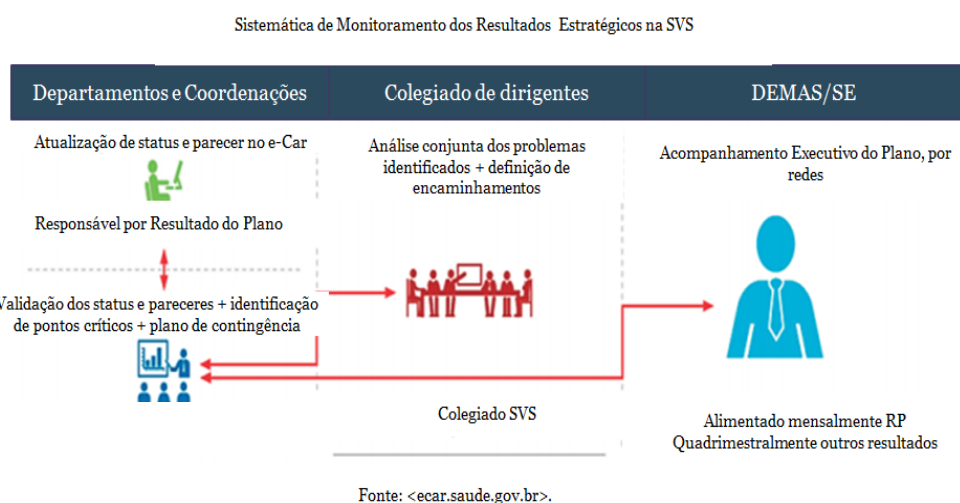 Sistemática de Monitoramento dos Resultados Estratégicos na SVS
Departamentos e Coordenações
Atualização de status e parecer no e-Car
Responsável por Resultado do Plano
Validação dos status e pareceres + identificação
de pontos críticos + plano de contingência
Colegiado de dirigentes
Análise conjunta dos problemas
identificados + definição de
encaminhamentos
Colegiado SVS
DEMAS/SE
Acompanhamento Executivo do Plano, por
redes
Alimentado mensalmente RP
Quadrimestralmente outros resultados
Fonte: <ecar.saude.gov.br>.